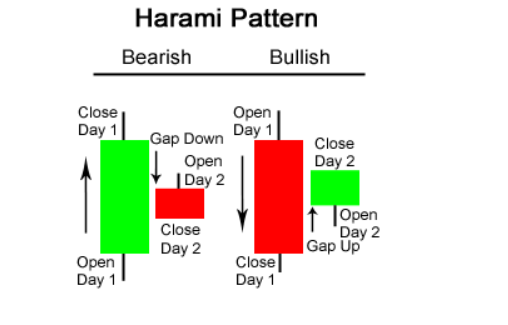 Harami Pattern
Bearish
Bullish
Close
Day 1
Gap Down
Open
Day 2
Close
Day 2
Open
Day 1
Open
Day 1
Close
Day 2
Open
Day 2
Gap Up
Close
Day 1